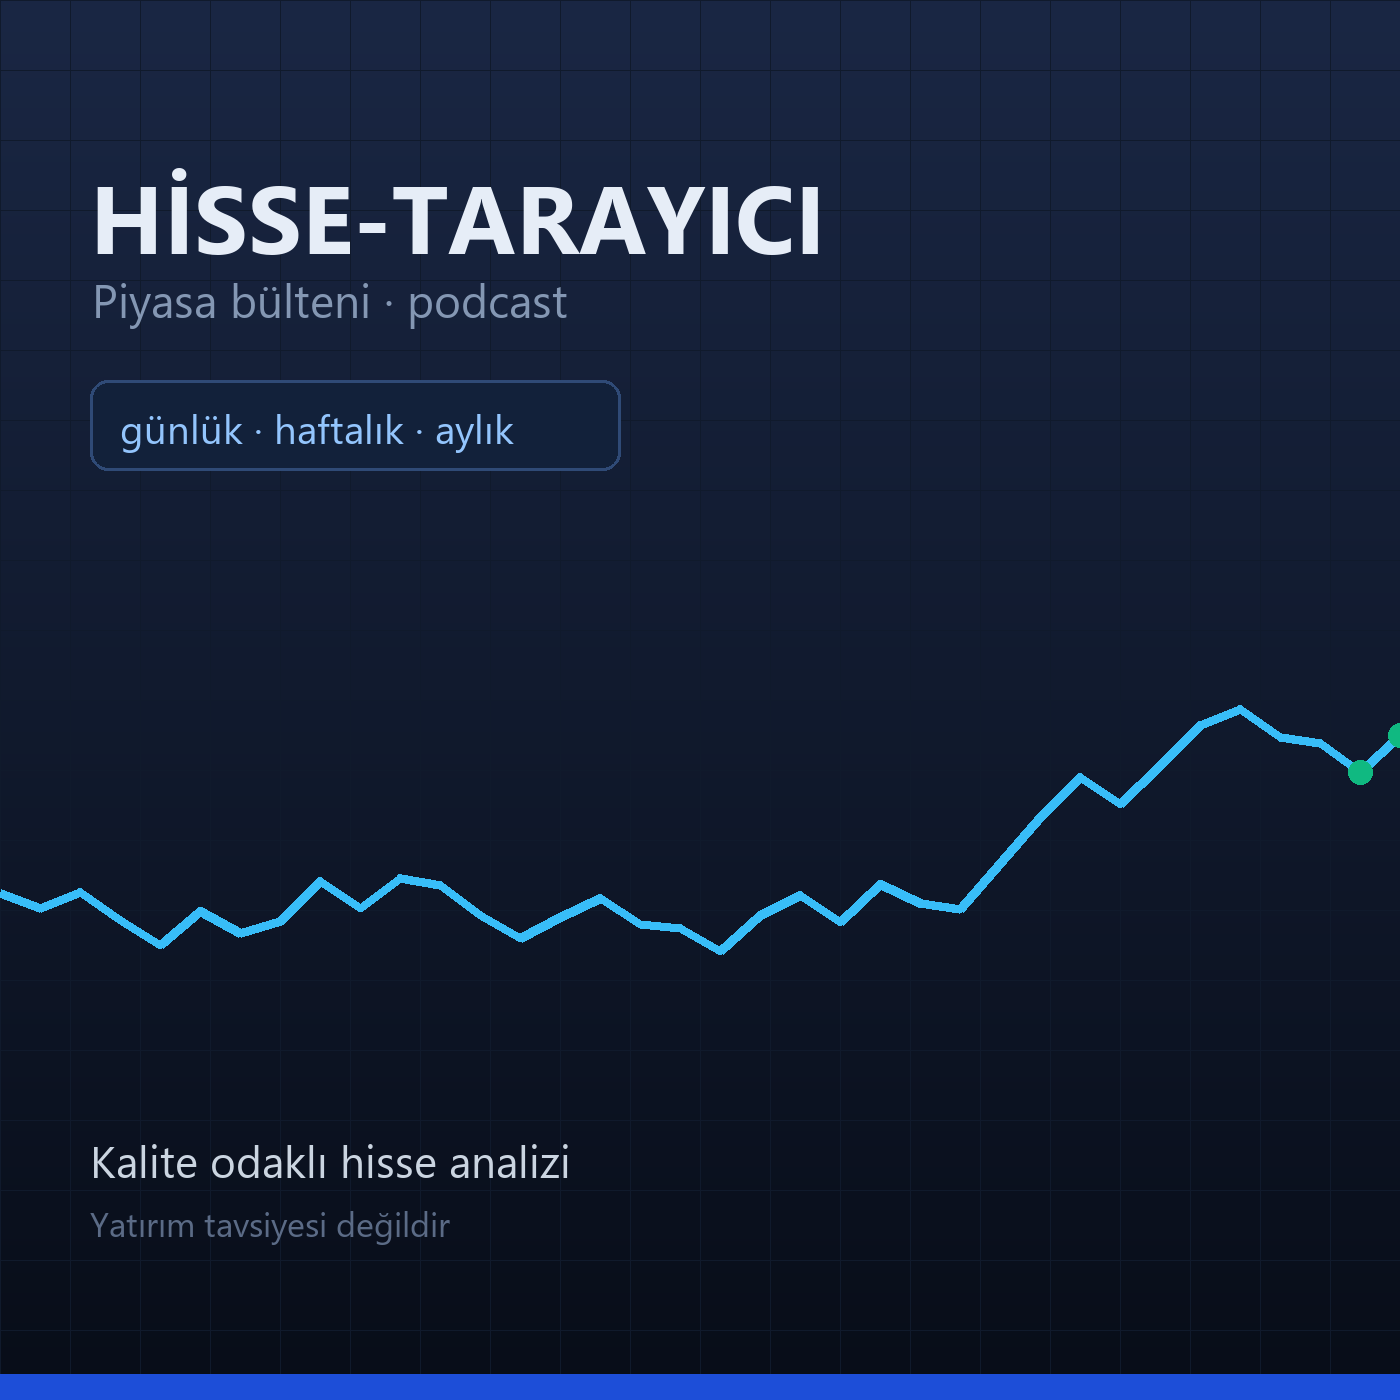 HİSSE-TARAYICI
Piyasa bülteni · podcast
günlük · haftalık · aylık
Kalite odaklı hisse analizi
Yatırım tavsiyesi değildir